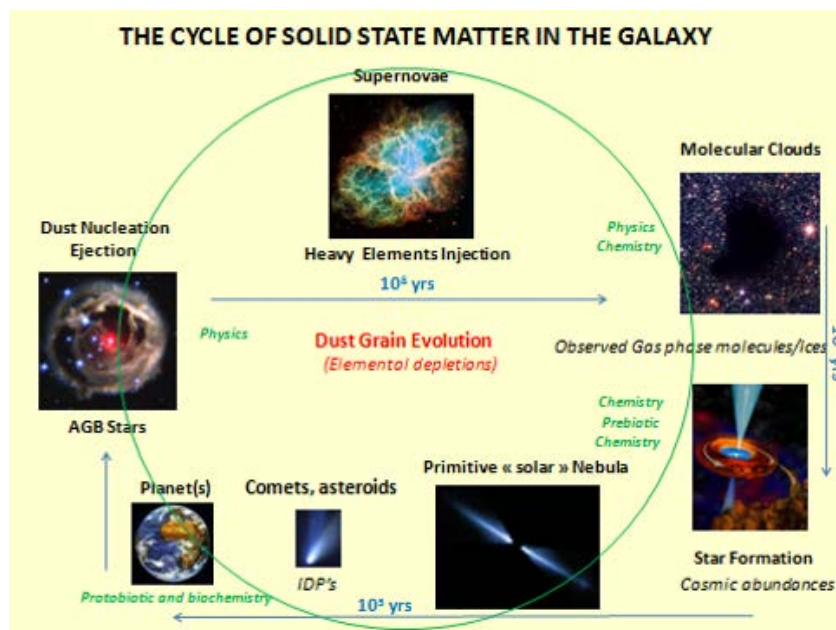 THE CYCLE OF SOLID STATE MATTER IN THE GALAXY
Supernovae
Molecular Clouds
Dust Nucleation
Ejection
Physics
Chemistry
Heavy Elements Injection
yrs
Physics
Dust Grain Evolution
(Elemental depletions)
Observed Gas phase molecules/Ices
AGB Stars
Chemistry
Prebiotic
Chemistry
Primitive « solar » Nebula
Planet(s)
Comets, asteroids
IDP's
Star Formation
Cosmic abundances
Protobiotic and biochemistry
yrs